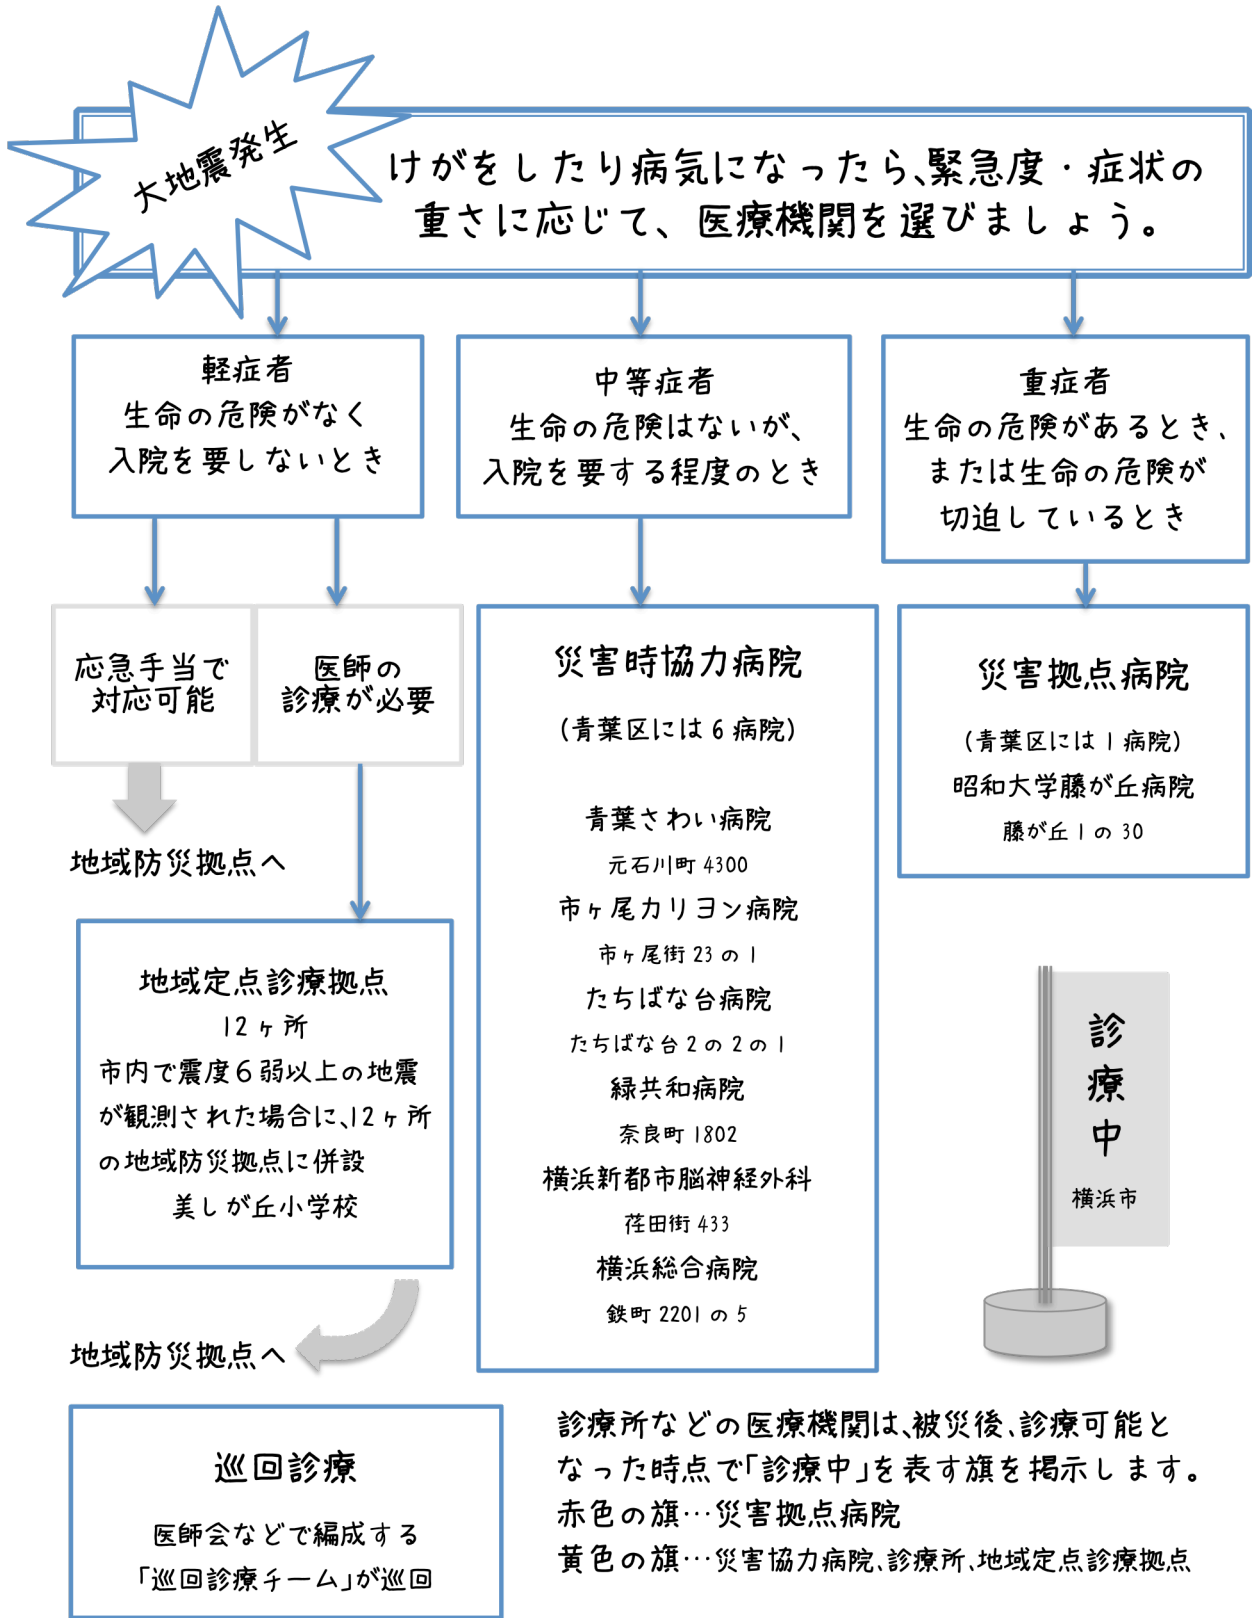 大地震発生
けがをしたり病気になったら、緊急度・症状の
重さに応じて、医療機関を選びましょう。
軽症者
生命の危険がなく
入院を要しないとき
中等症者
生命の危険はないが、
入院を要する程度のとき
重症者
生命の危険があるとき、
または生命の危険が
切迫しているとき
応急手当で
対応可能
医師の
診療が必要
地域防災拠点へ
地域定点診療拠点
12ヶ所
市内で震度6弱以上の地震
が観測された場合に、12ヶ所
の地域防災拠点に併設
美しが丘小学校
地域防災拠点へ
巡回診療
医師会などで編成する
「巡回診療チーム」が巡回
災害時協力病院
(青葉区には6病院)
青葉さわい病院
元石川町4300
市ヶ尾カリヨン病院
市ヶ尾街23の1
たちばな台病院
たちばな台2の2の1
緑共和病院
奈良町1802
横浜新都市脳神経外科
荏田街433
横浜総合病院
鉄町2201の5
災害拠点病院
(青葉区には1病院)
昭和大学藤が丘病院
藤が丘1の30
診療中
横浜市
診療所などの医療機関は、被災後、診療可能と
なった時点で「診療中」を表す旗を掲示します。
赤色の旗…災害拠点病院
黄色の旗…災害協力病院、診療所、地域定点診療拠点